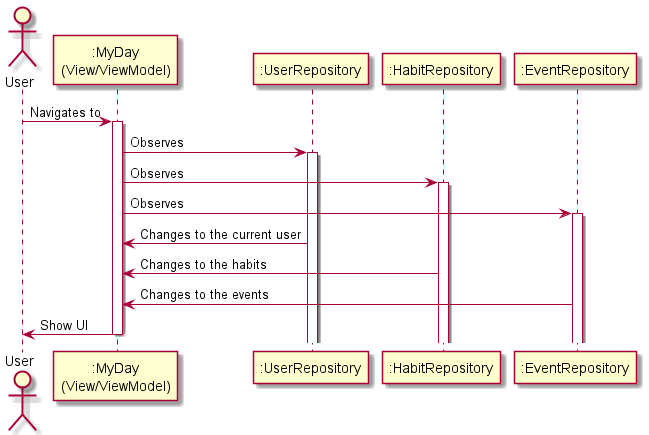 :MyDay
(View/ViewModel)
:UserRepository
:HabitRepository
:EventRepository
User
Navigates to
Observes
Observes
Observes
Changes to the current user
Changes to the habits
Changes to the events
Show UI
User
:MyDay
(View/ViewModel)
:UserRepository
:HabitRepository
:EventRepository